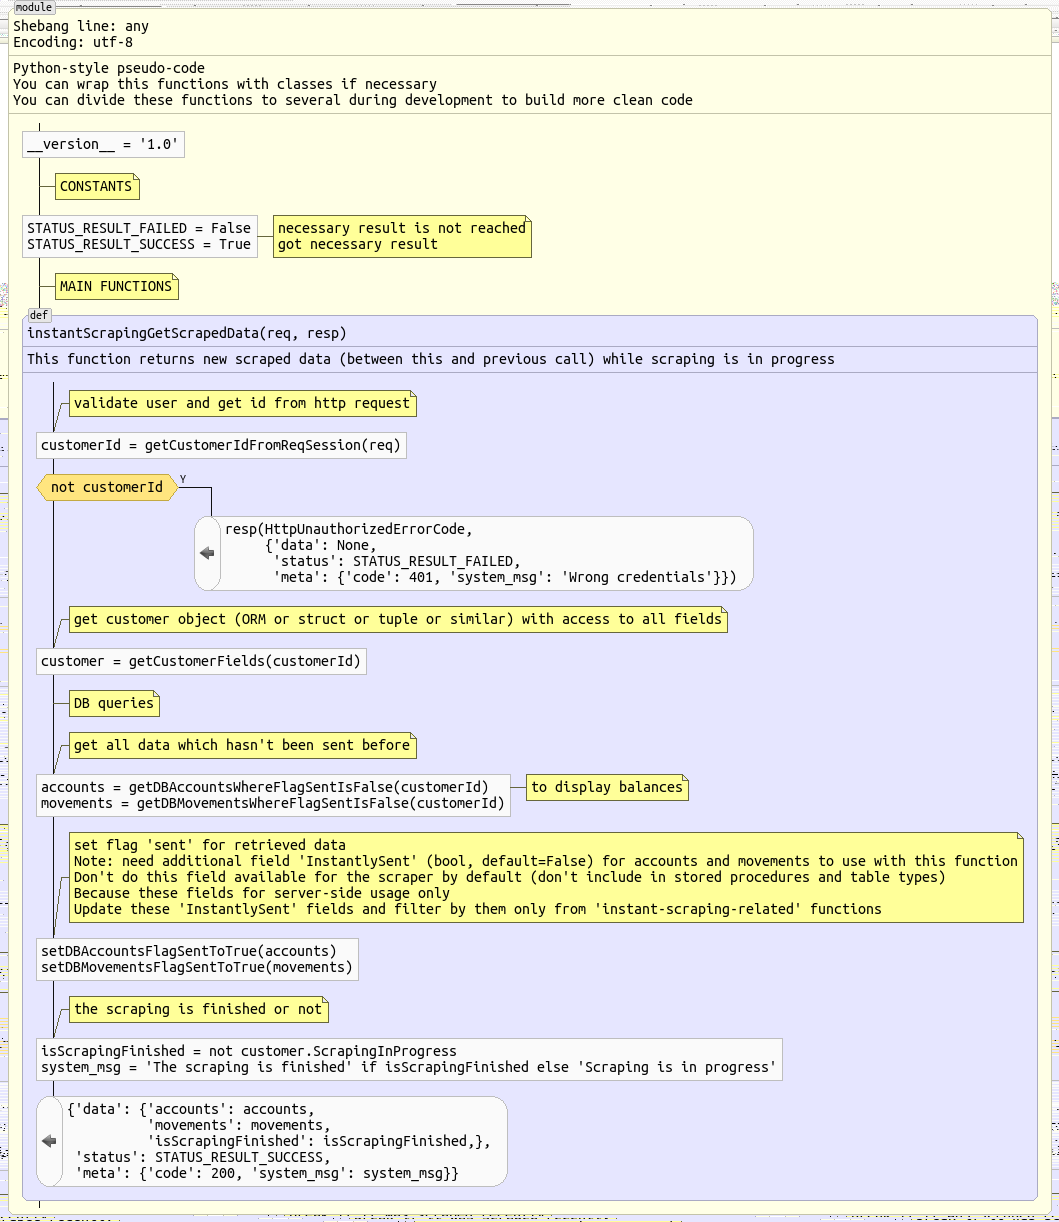 module
Shebang line: any
Encoding: utf-8
Python-style pseudo-code
You can wrap this functions with classes if necessary
You can divide these functions to several during development to build more clean code
__version__ = '1.0'
CONSTANTS
STATUS_RESULT_FAILED = False
STATUS_RESULT_SUCCESS = True
necessary result is not reached
got necessary result
MAIN FUNCTIONS
def
instantScrapingGetScrapedData(req, resp)
This function returns new scraped data (between this and previous call) while scraping is in progress
validate user and get id from http request
customerId = getCustomerIdFromReqSession(req)
not customerId
Y
resp(HttpUnauthorizedErrorCode,
{'data': None,
'status': STATUS_RESULT_FAILED,
'meta': {'code': 401, 'system_msg': 'Wrong credentials'}})
get customer object (ORM or struct or tuple or similar) with access to all fields
customer = getCustomerFields(customerId)
DB queries
get all data which hasn't been sent before
accounts = getDBAccountsWhereFlagSentIsFalse(customerId)
movements = getDBMovementsWhereFlagSentIsFalse(customerId)
to display balances
set flag 'sent' for retrieved data
Note: need additional field 'InstantlySent' (bool, default=False) for accounts and movements to use with this function
Don't do this field available for the scraper by default (don't include in stored procedures and table types)
Because these fields for server-side usage only
Update these 'InstantlySent' fields and filter by them only from 'instant-scraping-related' functions
setDBAccountsFlagSentToTrue(accounts)
setDBMovementsFlagSentToTrue(movements)
the scraping is finished or not
isScrapingFinished = not customer.ScrapingInProgress
system_msg = 'The scraping is finished' if isScrapingFinished else 'Scraping is in progress'
{'data': {'accounts': accounts,
'movements': movements,
'isScrapingFinished': isScrapingFinished,},
'status': STATUS_RESULT_SUCCESS,
'meta': {'code': 200, 'system_msg': system_msg}}